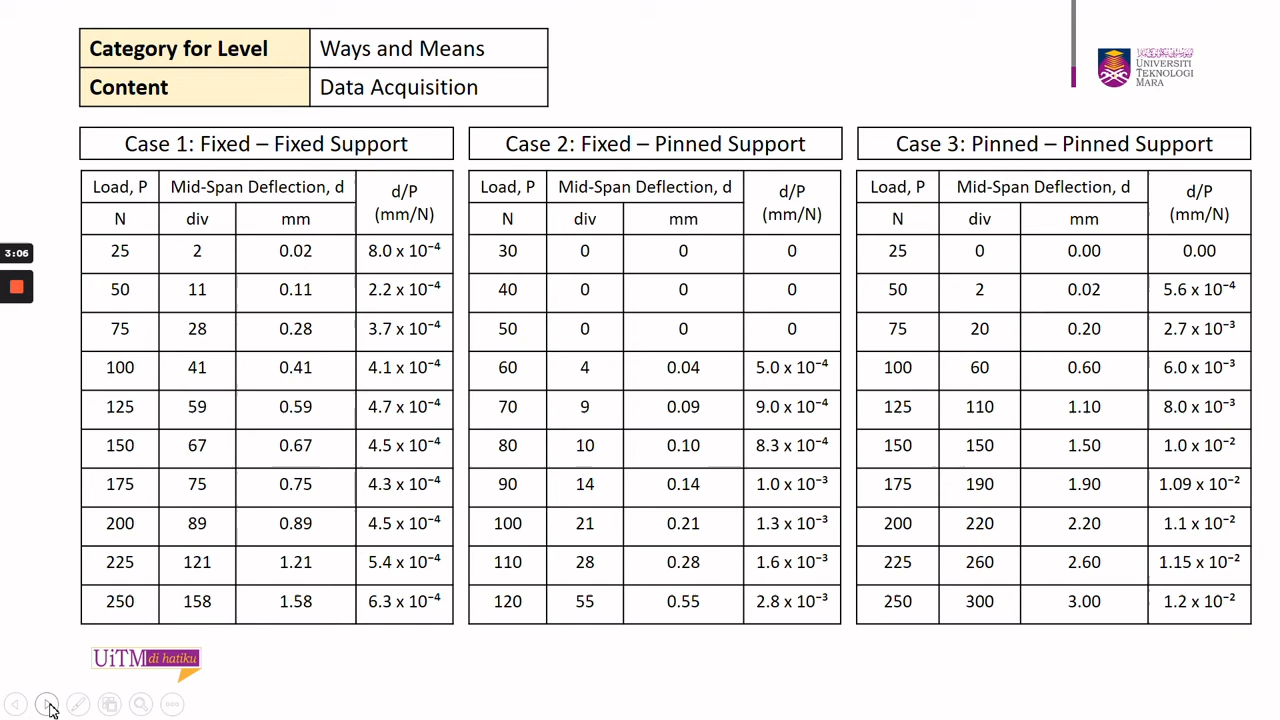 Category for Level Ways and Means
Content Data Acquisition
UNIVERSITI
TEKNOLOGI
MARA
Case 1: Fixed – Fixed Support
Load, P Mid-Span Deflection, d d/P (mm/N)
N div mm
25 2 0.02 8.0 x 10⁻⁴
50 11 0.11 2.2 x 10⁻⁴
75 28 0.28 3.7 x 10⁻⁴
100 41 0.41 4.1 x 10⁻⁴
125 59 0.59 4.7 x 10⁻⁴
150 67 0.67 4.5 x 10⁻⁴
175 75 0.75 4.3 x 10⁻⁴
200 89 0.89 4.5 x 10⁻⁴
225 121 1.21 5.4 x 10⁻⁴
250 158 1.58 6.3 x 10⁻⁴
Case 2: Fixed – Pinned Support
Load, P Mid-Span Deflection, d d/P (mm/N)
N div mm
30 0 0 0
40 0 0 0
50 0 0 0
60 4 0.04 5.0 x 10⁻⁴
70 9 0.09 9.0 x 10⁻⁴
80 10 0.10 8.3 x 10⁻⁴
90 14 0.14 1.0 x 10⁻³
100 21 0.21 1.3 x 10⁻³
110 28 0.28 1.6 x 10⁻³
120 55 0.55 2.8 x 10⁻³
Case 3: Pinned – Pinned Support
Load, P Mid-Span Deflection, d d/P (mm/N)
N div mm
25 0 0.00 0.00
50 2 0.02 5.6 x 10⁻⁴
75 20 0.20 2.7 x 10⁻³
100 60 0.60 6.0 x 10⁻³
125 110 1.10 8.0 x 10⁻³
150 150 1.50 1.0 x 10⁻²
175 190 1.90 1.09 x 10⁻²
200 220 2.20 1.1 x 10⁻²
225 260 2.60 1.15 x 10⁻²
250 300 3.00 1.2 x 10⁻²
3:06
UiTM di hatiku